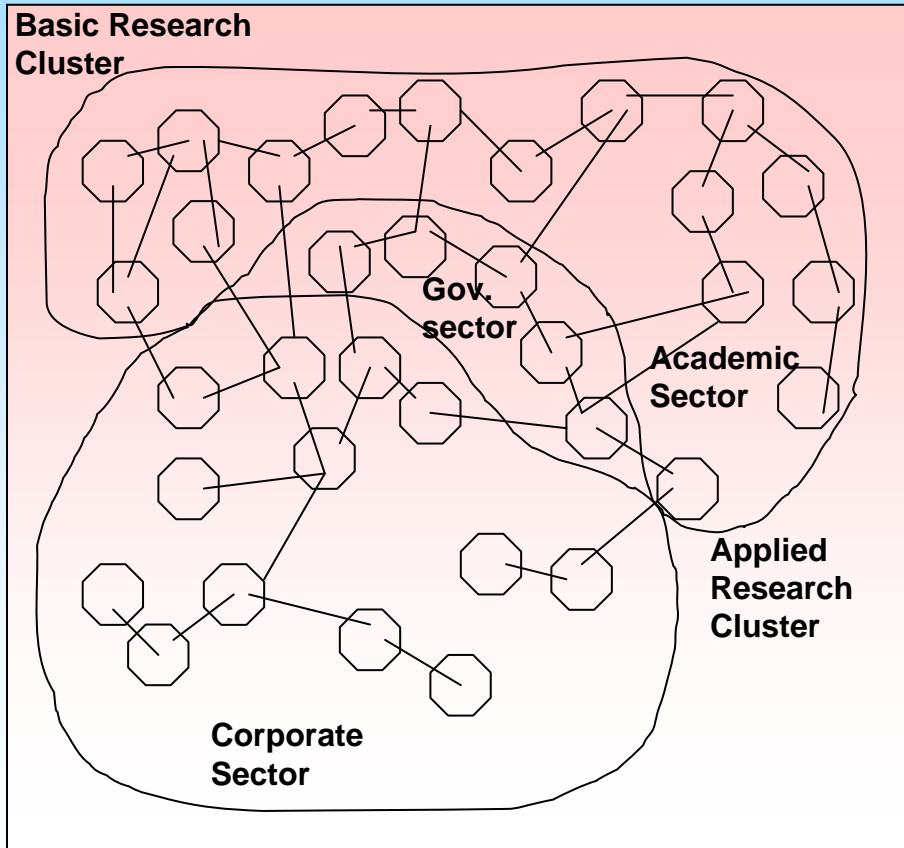 Basic Research
Cluster
Gov.
sector
Academic
Sector
Applied
Research
Cluster
Corporate
Sector